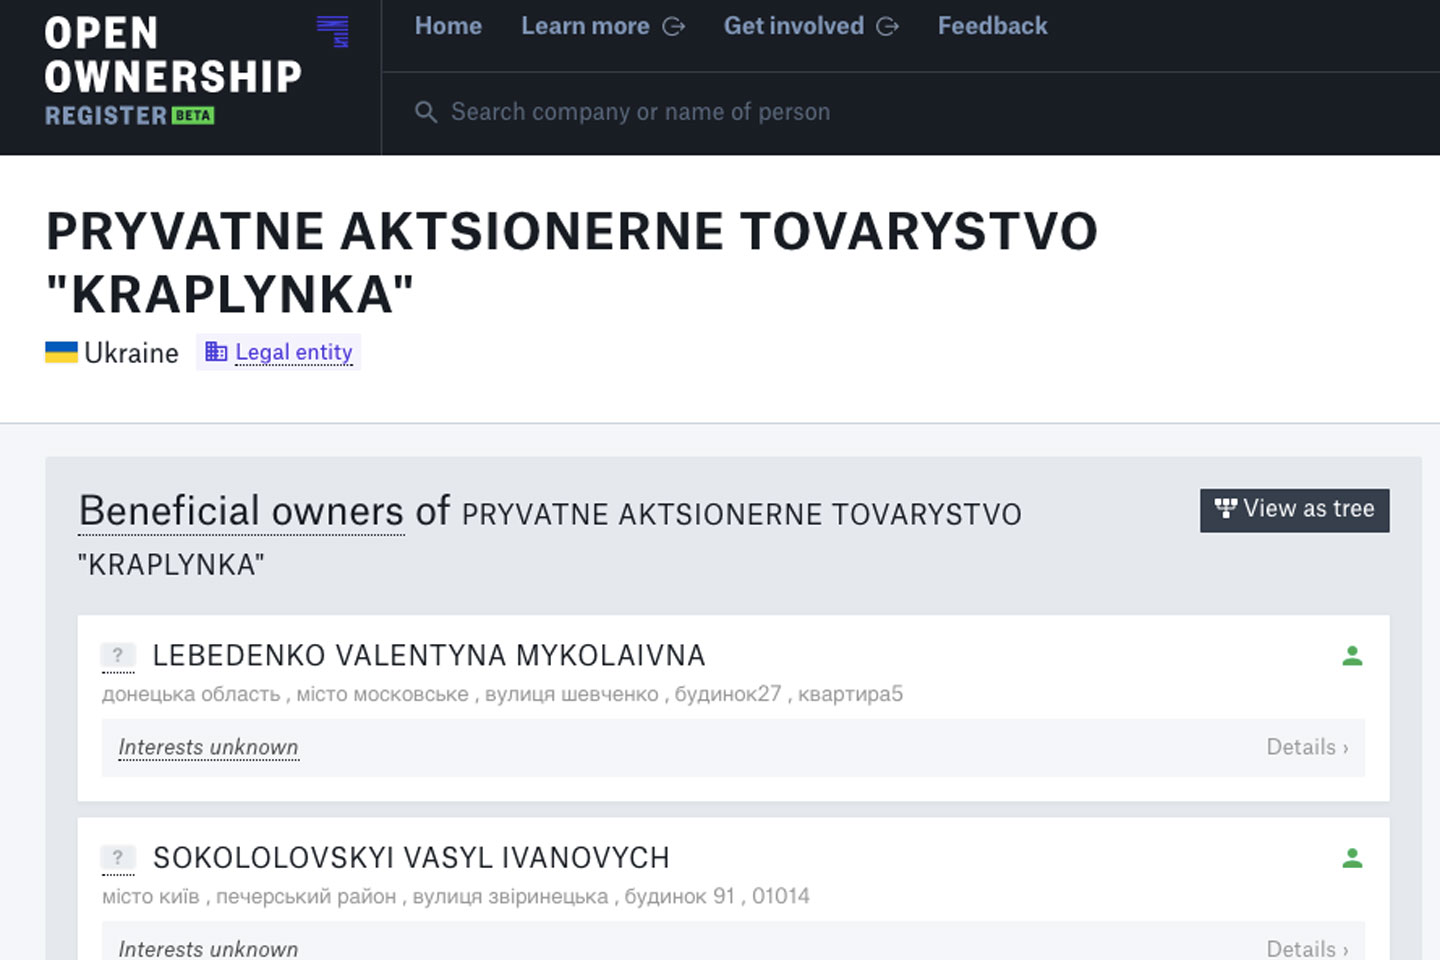 OPEN
OWNERSHIP
REGISTER BETA
Home Learn more Get involved Feedback
Search company or name of person
PRYVATNE AKTSIONERNE TOVARYSTVO
"KRAPLYNKA"
Ukraine Legal entity
Beneficial owners of PRYVATNE AKTSIONERNE TOVARYSTVO
"KRAPLYNKA"
View as tree
? LEBEDENKO VALENTYNA MYKOLAIVNA
донецька область , місто московське , вулиця шевченко , будинок27 , квартира5
Interests unknown Details ›
? SOKOLOLOVSKYI VASYL IVANOVYCH
місто київ , печерський район , вулиця звіринецька , будинок 91 , 01014
Interests unknown Details ›